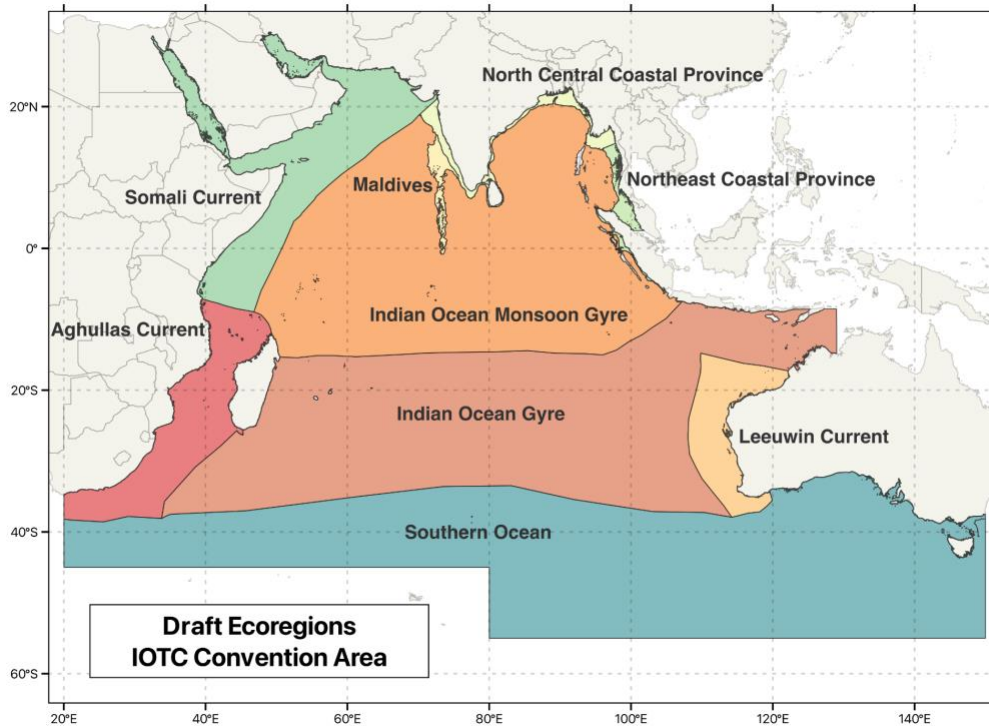 North Central Coastal Province
20°N
Maldives
Northeast Coastal Province
Somali Current
0°
Indian Ocean Monsoon Gyre
Aghullas Current
20°S
Indian Ocean Gyre
Leeuwin Current
40°S
Southern Ocean
Draft Ecoregions
IOTC Convention Area
60°S
20°E 40°E 60°E 80°E 100°E 120°E 140°E